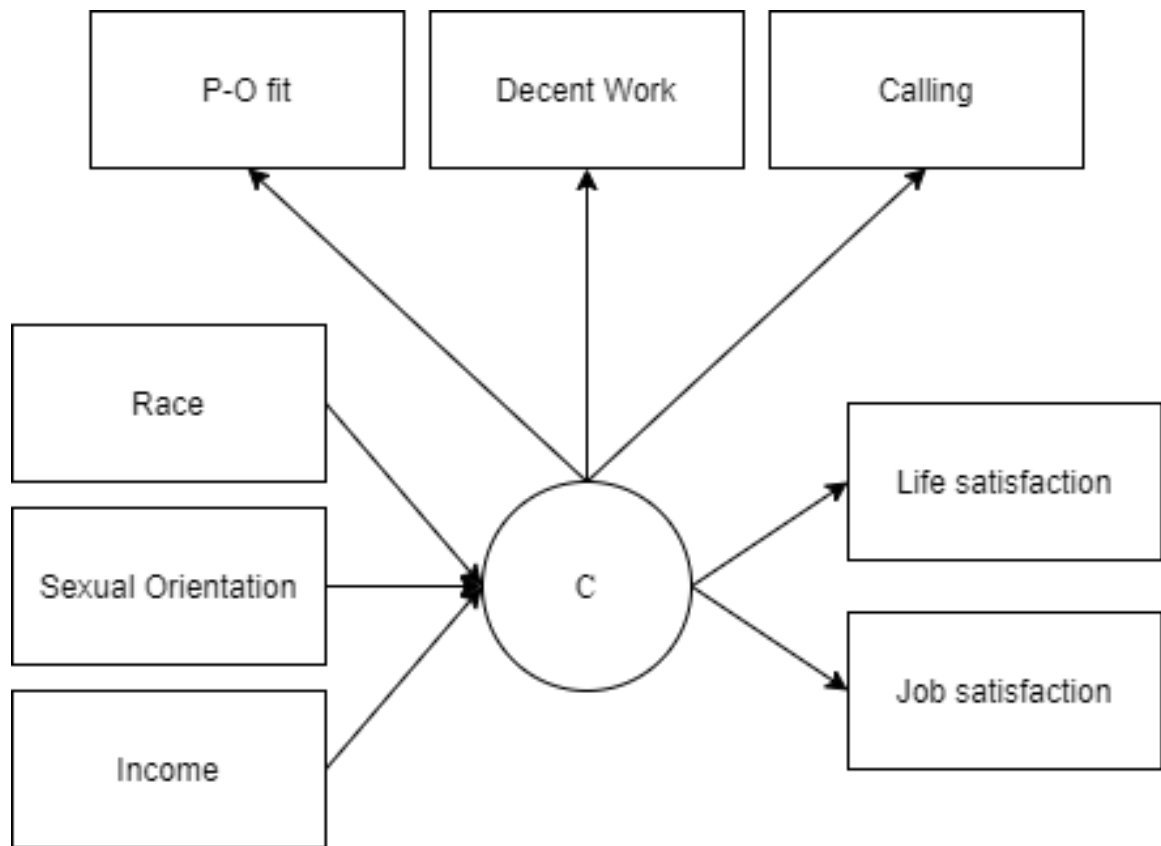 P-O fit
Decent Work
Calling
Race
Sexual Orientation
Income
C
Life satisfaction
Job satisfaction